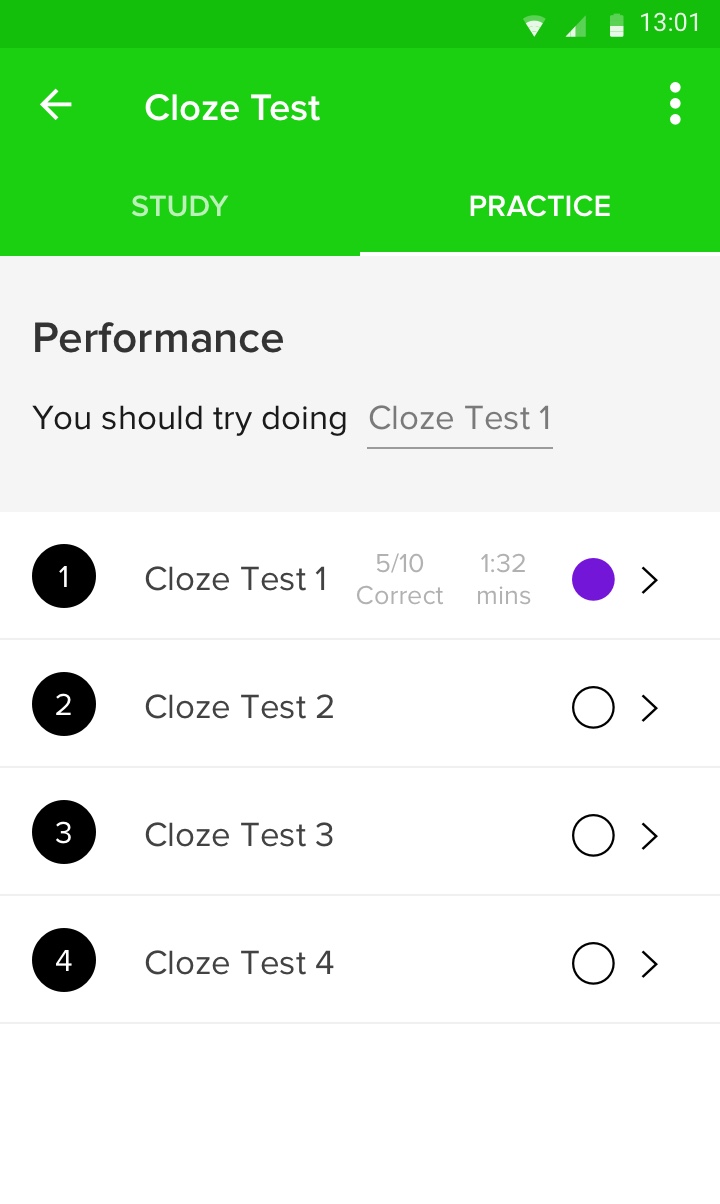 13:01
Cloze Test
STUDY
PRACTICE
Performance
You should try doing Cloze Test 1
1
Cloze Test 1
5/10
Correct
1:32
mins
2
Cloze Test 2
3
Cloze Test 3
4
Cloze Test 4